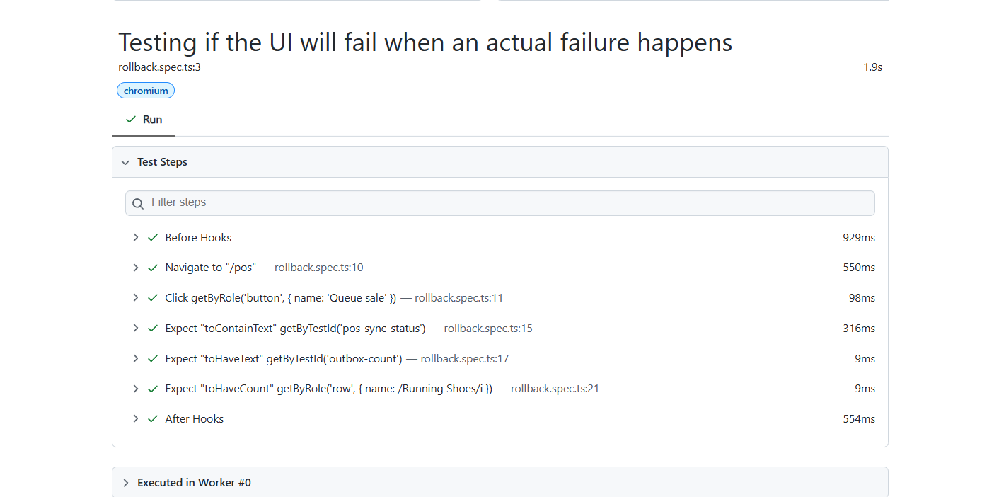 Testing if the UI will fail when an actual failure happens
rollback.spec.ts:3 1.9s
chromium
Run
Test Steps
Filter steps
Before Hooks 929ms
Navigate to "/pos" — rollback.spec.ts:10 550ms
Click getByRole('button', { name: 'Queue sale' }) — rollback.spec.ts:11 98ms
Expect "toContainText" getByTestId('pos-sync-status') — rollback.spec.ts:15 316ms
Expect "toHaveText" getByTestId('outbox-count') — rollback.spec.ts:17 9ms
Expect "toHaveCount" getByRole('row', { name: /Running Shoes/i }) — rollback.spec.ts:21 9ms
After Hooks 554ms
Executed in Worker #0